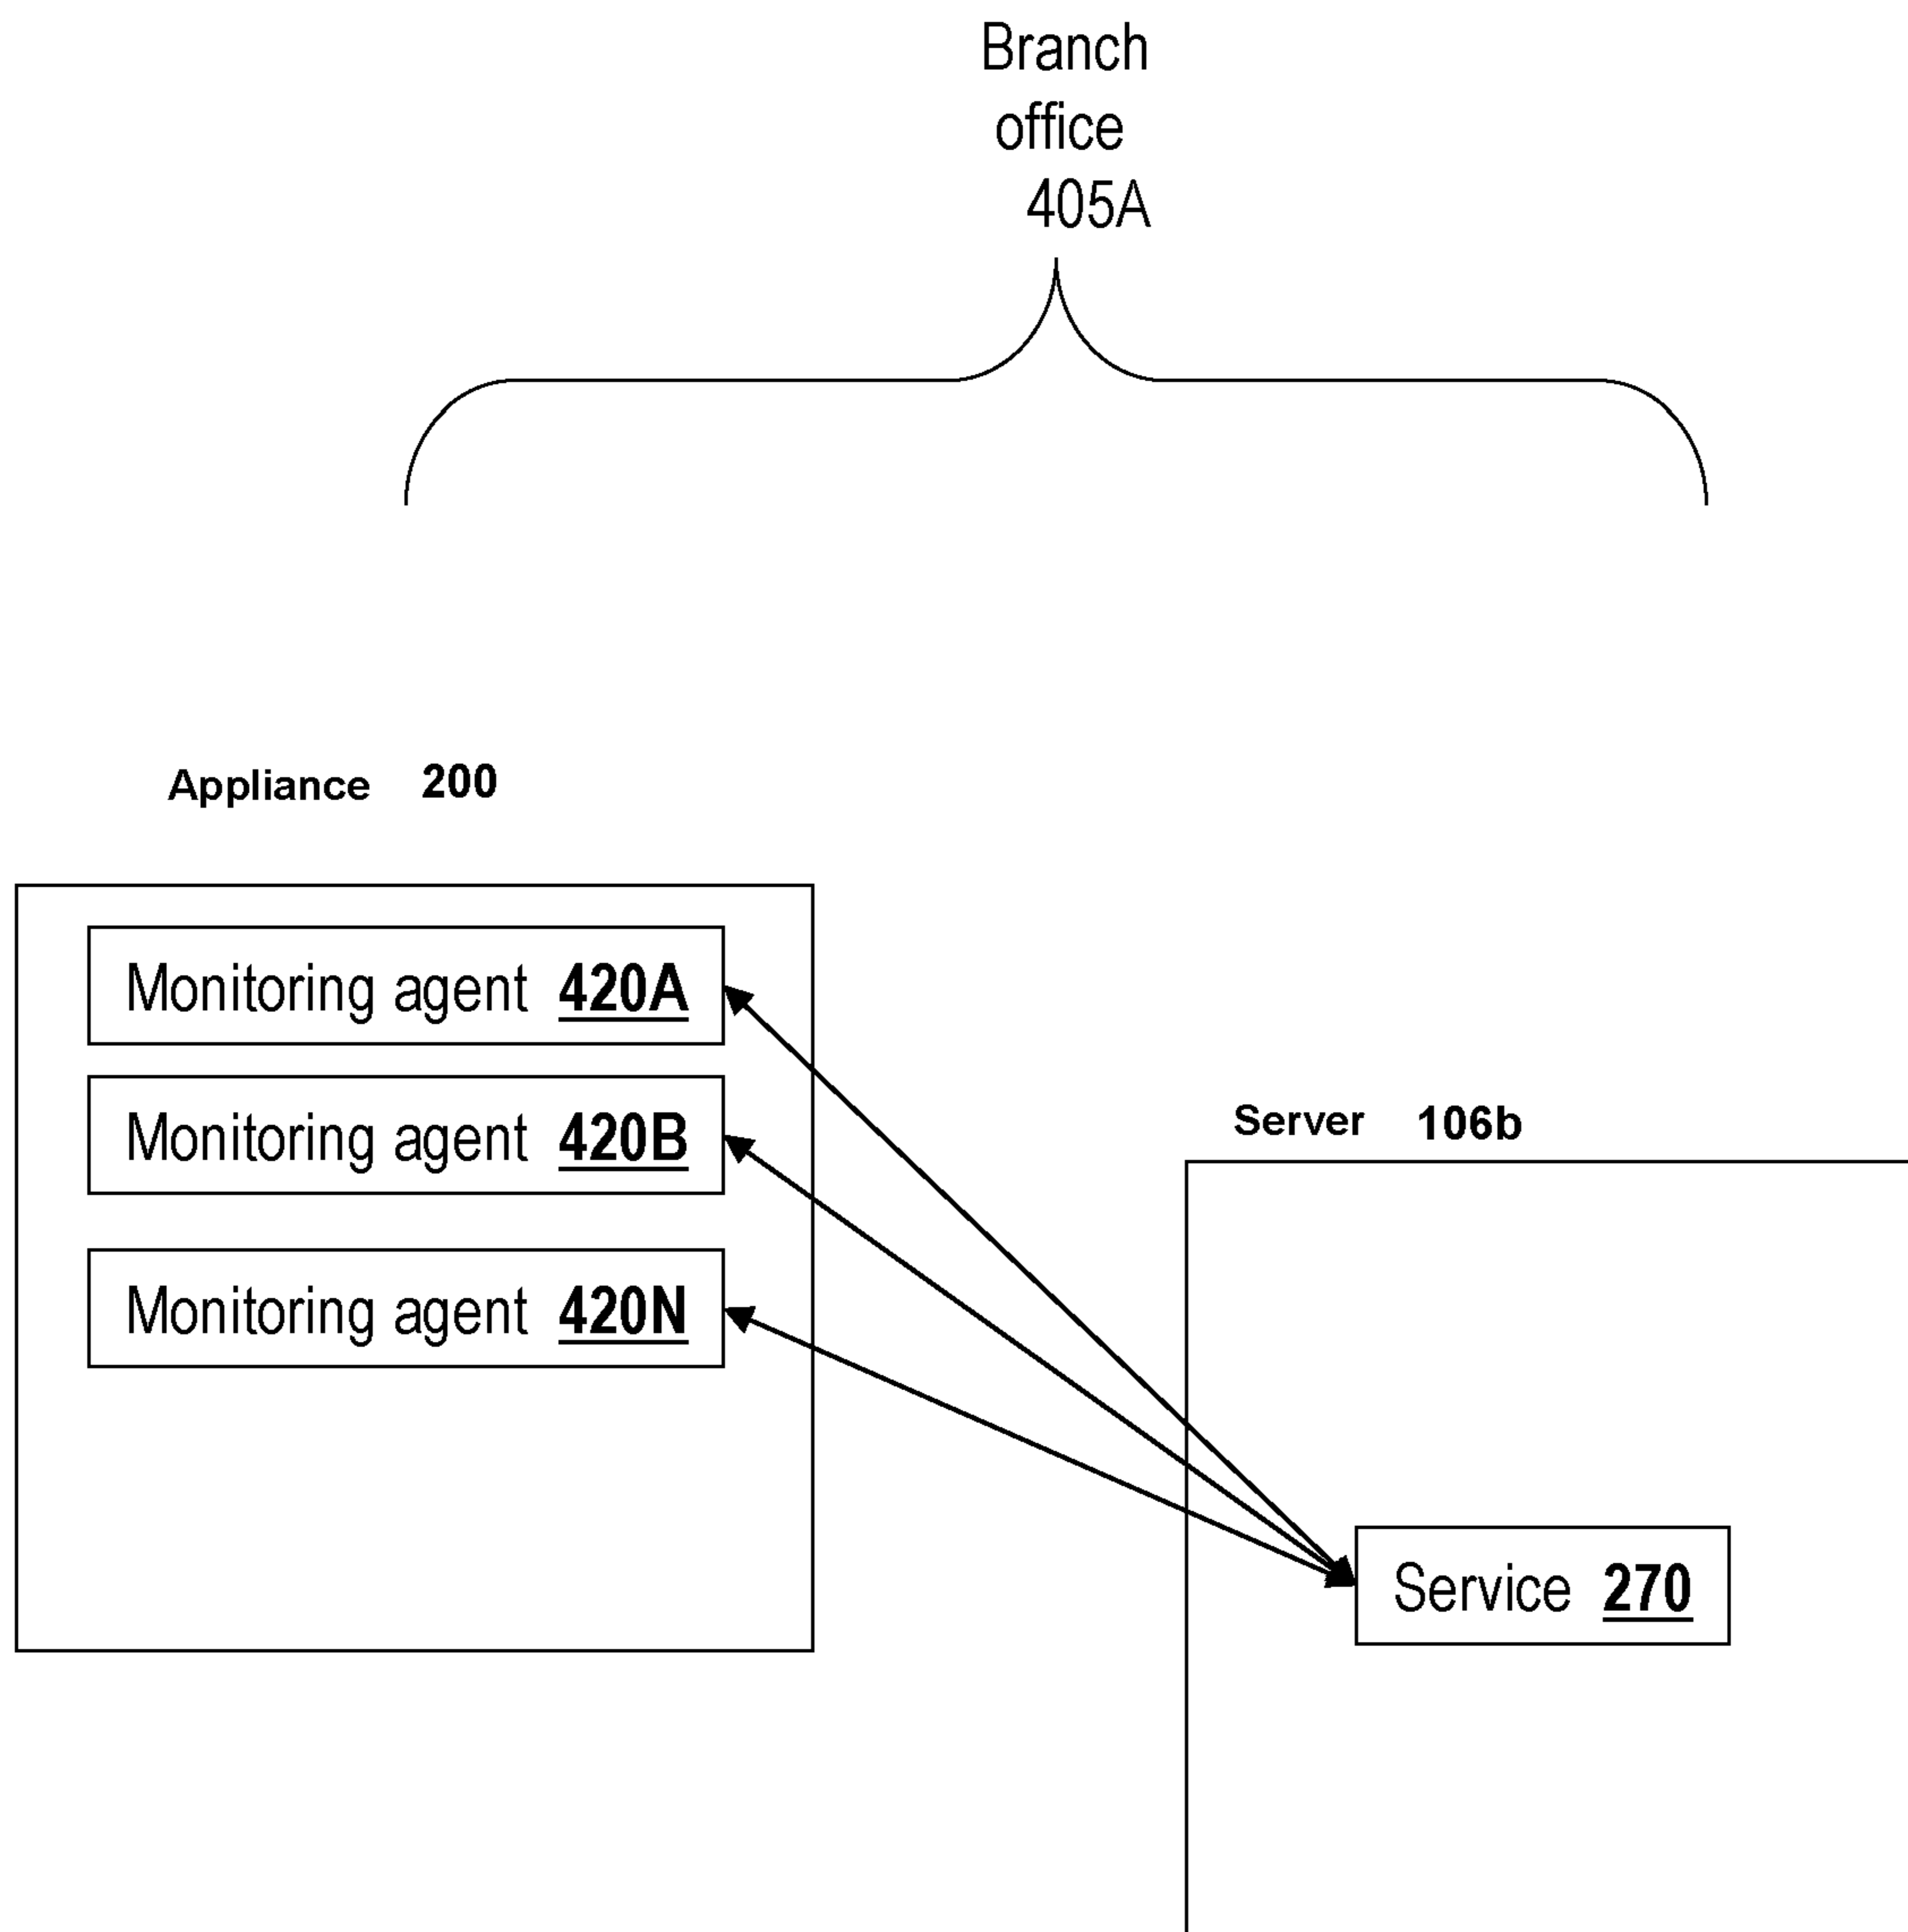 Branch
office
405A
Appliance 200
Monitoring agent 420A
Monitoring agent 420B
Server 106b
Monitoring agent 420N
Service 270